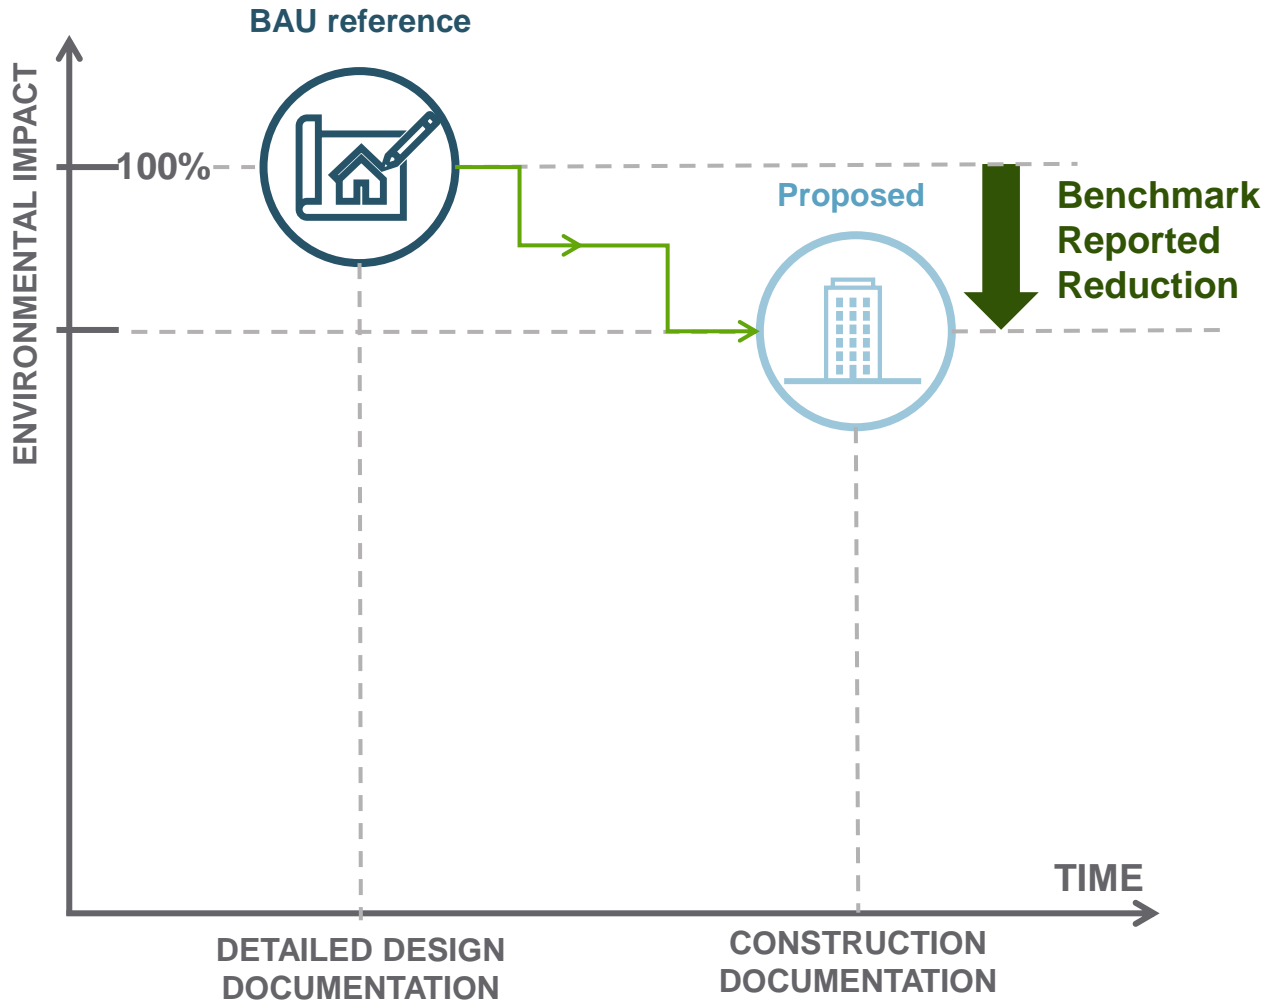 BAU reference
ENVIRONMENTAL IMPACT
100%
Proposed
Benchmark
Reported
Reduction
TIME
DETAILED DESIGN
DOCUMENTATION
CONSTRUCTION
DOCUMENTATION